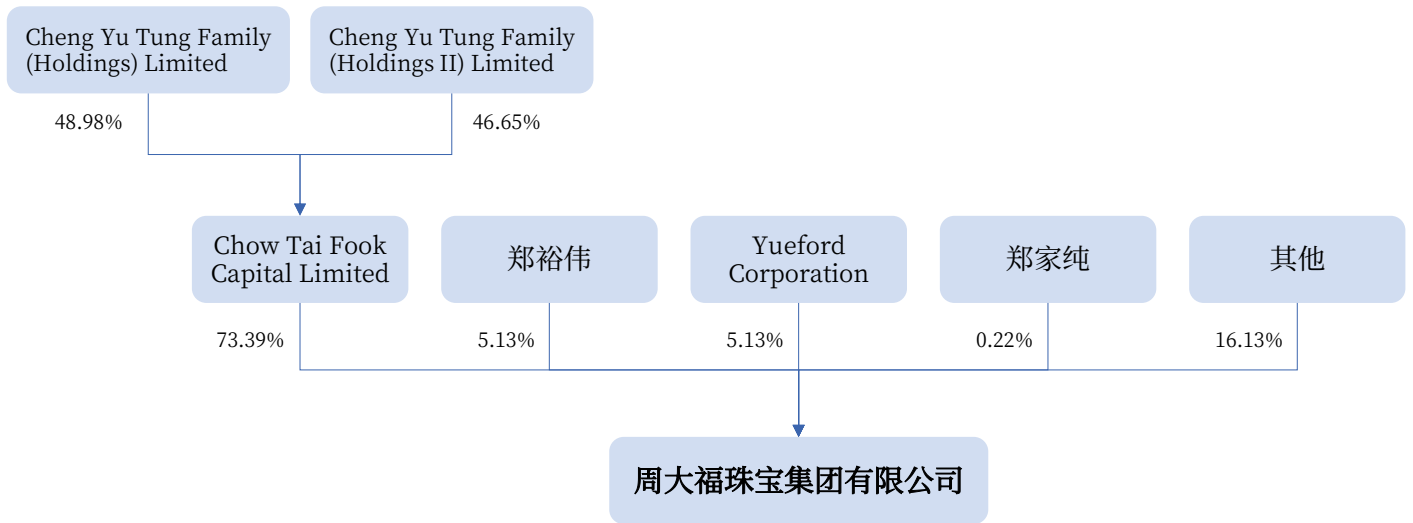 Cheng Yu Tung Family
(Holdings) Limited
Cheng Yu Tung Family
(Holdings II) Limited
48.98%
46.65%
Chow Tai Fook
Capital Limited
郑裕伟
Yueford
Corporation
郑家纯
其他
73.39%
5.13%
5.13%
0.22%
16.13%
周大福珠宝集团有限公司